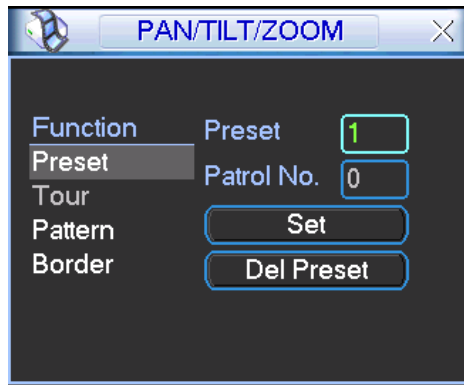 PAN/TILT/ZOOM
Function
Preset
Tour
Pattern
Border
Preset 1
Patrol No. 0
Set
Del Preset